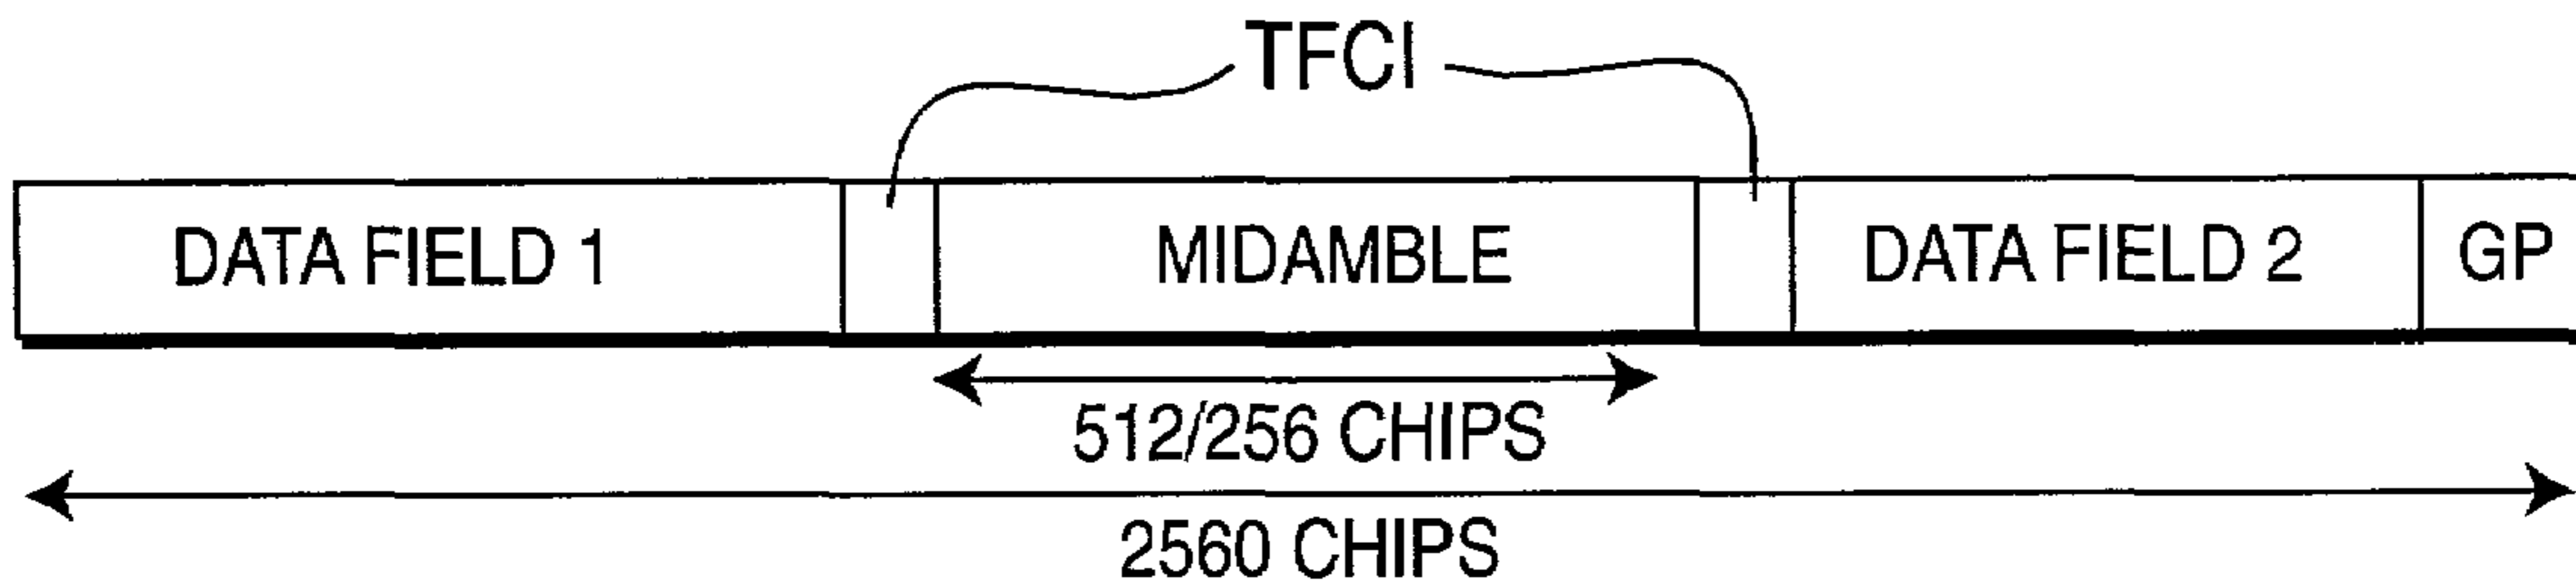 TFCI
DATA FIELD 1 MIDAMBLE DATA FIELD 2 GP
512/256 CHIPS
2560 CHIPS